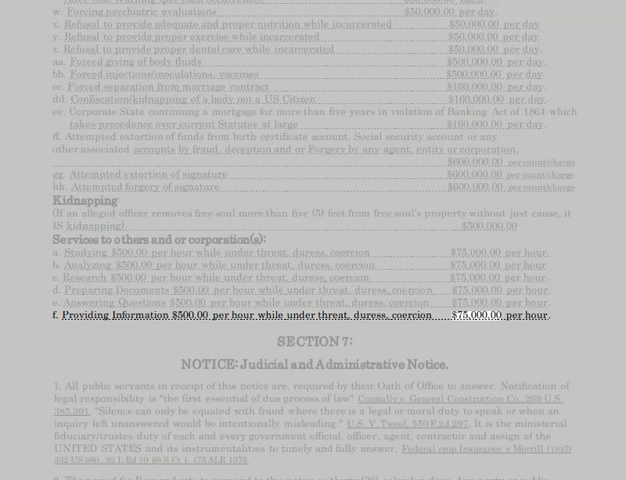 w. Forcing psychiatric evaluations $50,000.00 per day.
x. Refusal to provide adequate and proper nutrition while incarcerated $50,000.00 per day
y. Refusal to provide proper exercise while incarcerated $50,000.00 per day.
z. Refusal to provide proper dental care while incarcerated $50,000.00 per day.
aa. Forced giving of body fluids $500,000.00 per day.
bb. Forced injections/inoculations, vaccines $500,000.00 per day.
cc. Forced separation from marriage contract $160,000.00 per day.
dd. Confiscation/kidnapping of a body not a US Citizen $160,000.00 per day.
ee. Corporate State continuing a mortgage for more than five years in violation of Banking Act of 1864 which
takes precedence over current Statutes at large $160,000.00 per day.
ff. Attempted extortion of funds from birth certificate account, Social security account or any
other associated accounts by fraud, deception and or Forgery by any agent, entity or corporation.
$600,000.00 per count/charge
gg. Attempted extortion of signature $600,000.00 per count/charge
hh. Attempted forgery of signature $600,000.00 per count/charge
Kidnapping
(If an alleged officer removes free soul more than five (5) feet from free soul's property without just cause, it
IS kidnapping) $500,000.00
Services to others and or corporation(s):
a. Studying $500.00 per hour while under threat, duress, coercion $75,000.00 per hour.
b. Analyzing $500.00 per hour while under threat, duress, coercion $75,000.00 per hour.
c. Research $500.00 per hour while under threat, duress, coercion $75,000.00 per hour.
d. Preparing Documents $500.00 per hour while under threat, duress, coercion $75,000.00 per hour.
e. Answering Questions $500.00 per hour while under threat, duress, coercion $75,000.00 per hour.
f. Providing Information $500.00 per hour while under threat, duress, coercion $75,000.00 per hour.
SECTION 7:
NOTICE: Judicial and Administrative Notice.
1. All public servants in receipt of this notice are, required by their Oath of Office to answer. Notification of
legal responsibility is "the first essential of due process of law" Connally v. General Construction Co., 269 U.S.
385,391. "Silence can only be equated with fraud where there is a legal or moral duty to speak or when an
inquiry left unanswered would be intentionally misleading." U.S. V. Tweel, 550 F.2d.297. It is the ministerial
fiduciary/trustee duty of each and every government official, officer, agent, contractor and assign of the
UNITED STATES and its instrumentalities to timely and fully answer. Federal crop Insurance v Merrill (1947)
332 US 380, 92 L Ed 10, 68 S Ct 1, 175 ALR 1075.